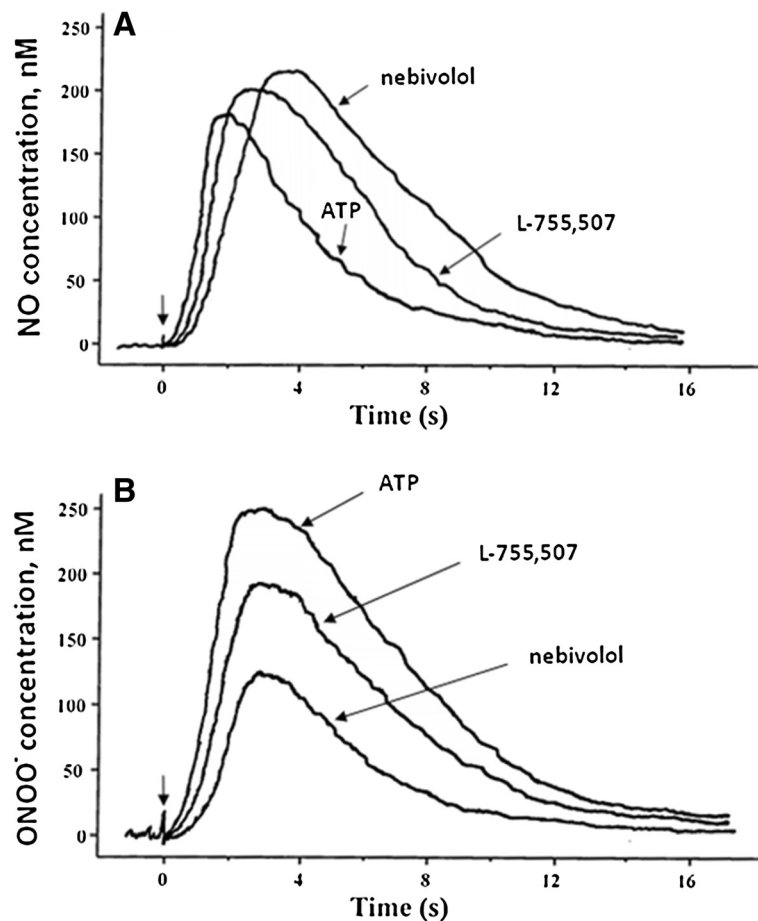 A
NO concentration, nM
250
200
150
100
50
0
nebivolol
ATP
L-755,507
0 4 8 12 16
Time (s)
B
ONOO⁻ concentration, nM
250
200
150
100
50
0
ATP
L-755,507
nebivolol
0 4 8 12 16
Time (s)